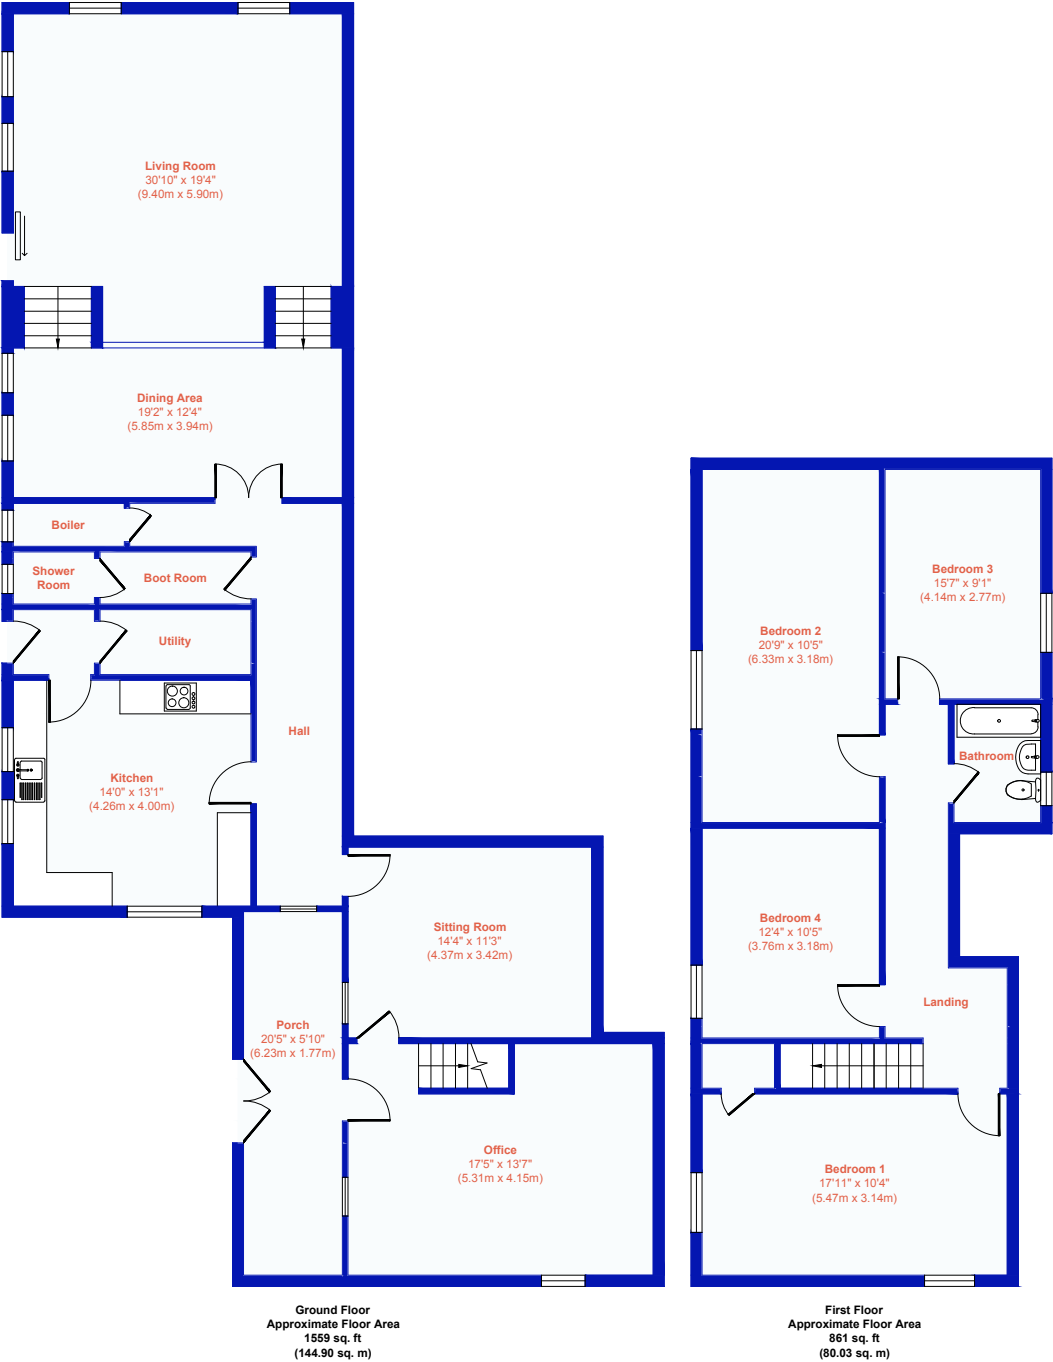 Living Room
30'10" x 19'4"
(9.40m x 5.90m)
Dining Area
19'2" x 12'4"
(5.85m x 3.94m)
Boiler
Shower
Room
Boot Room
Utility
Hall
Kitchen
14'0" x 13'1"
(4.26m x 4.00m)
Sitting Room
14'4" x 11'3"
(4.37m x 3.42m)
Porch
20'5" x 5'10"
(6.23m x 1.77m)
Office
17'5" x 13'7"
(5.31m x 4.15m)
Ground Floor
Approximate Floor Area
1559 sq. ft
(144.90 sq. m)
Bedroom 3
15'7" x 9'1"
(4.14m x 2.77m)
Bedroom 2
20'9" x 10'5"
(6.33m x 3.18m)
Bathroom
Bedroom 4
12'4" x 10'5"
(3.76m x 3.18m)
Landing
Bedroom 1
17'11" x 10'4"
(5.47m x 3.14m)
First Floor
Approximate Floor Area
861 sq. ft
(80.03 sq. m)